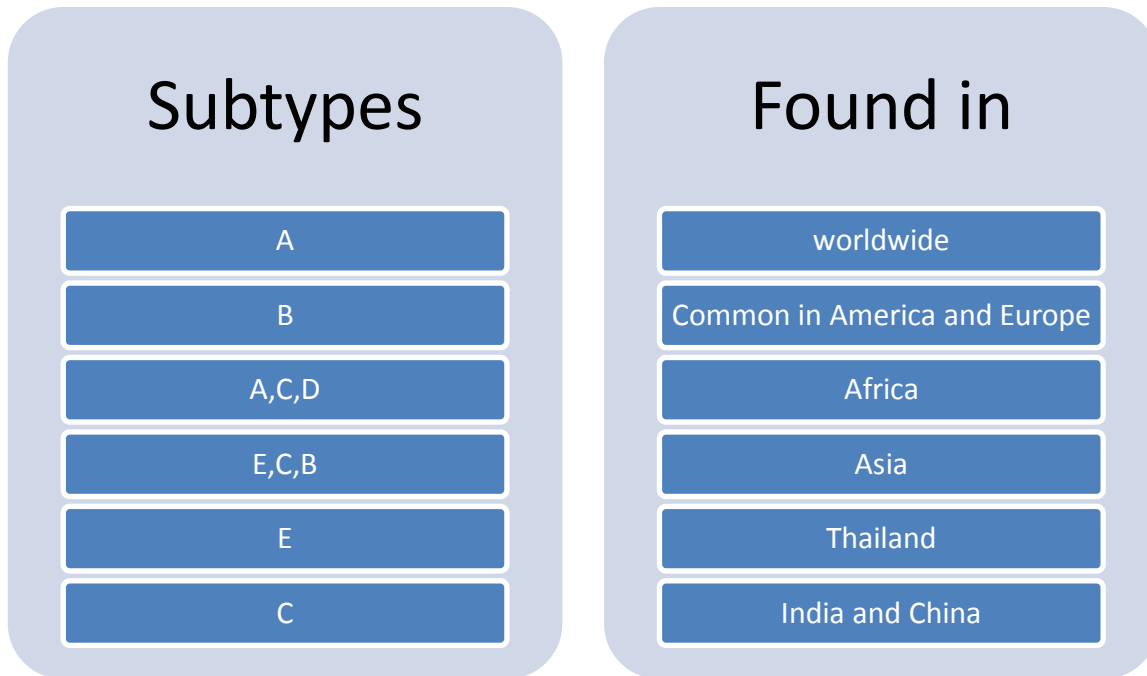 Subtypes
A
B
A,C,D
E,C,B
E
C
Found in
worldwide
Common in America and Europe
Africa
Asia
Thailand
India and China